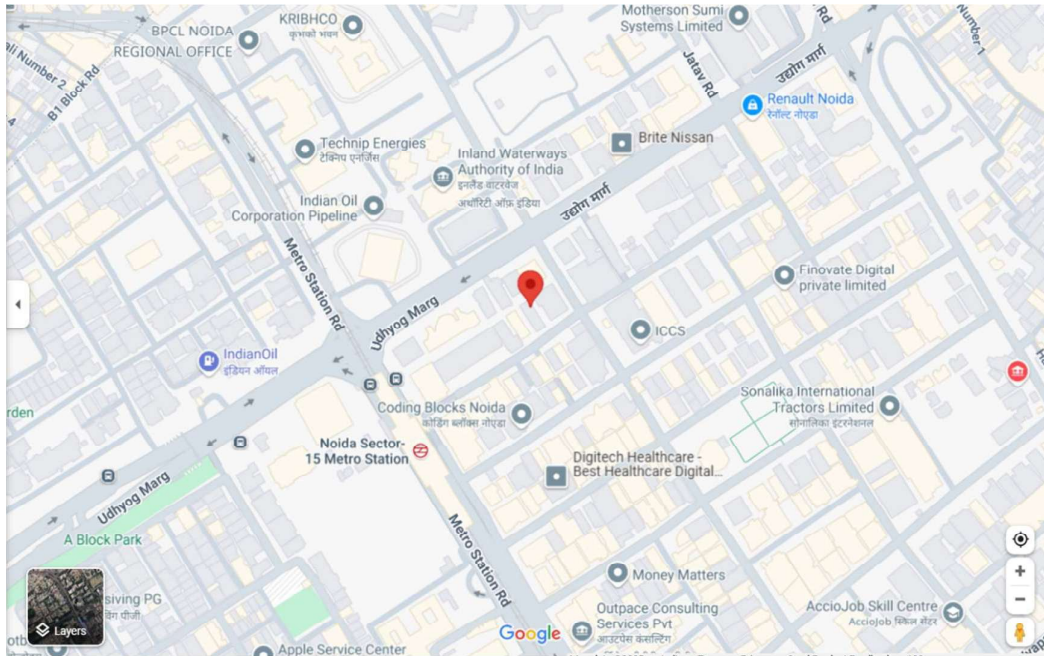 KRIBHCO
कृभको भवन
BPCL NOIDA
REGIONAL OFFICE
Motherson Sumi
Systems Limited
Rd
Number 1
Number 2
B1 Block Rd
4
Jatav Rd
उद्योग मार्ग
Renault Noida
रेनॉल्ट नोएडा
Technip Energies
टेक्निप एनर्जिस
Brite Nissan
Inland Waterways
Authority of India
इनलैंड वाटरवेज
अथॉरिटी ऑफ़ इंडिया
Indian Oil
Corporation Pipeline
उद्योग मार्ग
Metro Station Rd
Finovate Digital
private limited
Udhyog Marg
ICCS
IndianOil
इंडियन ऑयल
Sonalika International
Tractors Limited
सोनालिका इंटरनेशनल
Coding Blocks Noida
कोडिंग ब्लॉक्स नोएडा
rden
Noida Sector-
15 Metro Station
Digitech Healthcare -
Best Healthcare Digital...
Udhyog Marg
A Block Park
Metro Station Rd
Money Matters
siving PG
विंग पीजी
Layers
Outpace Consulting
Services Pvt
आउटपेस कंसल्टिंग
AccioJob Skill Centre
AccioJob स्किल सेंटर
Google
Apple Service Center